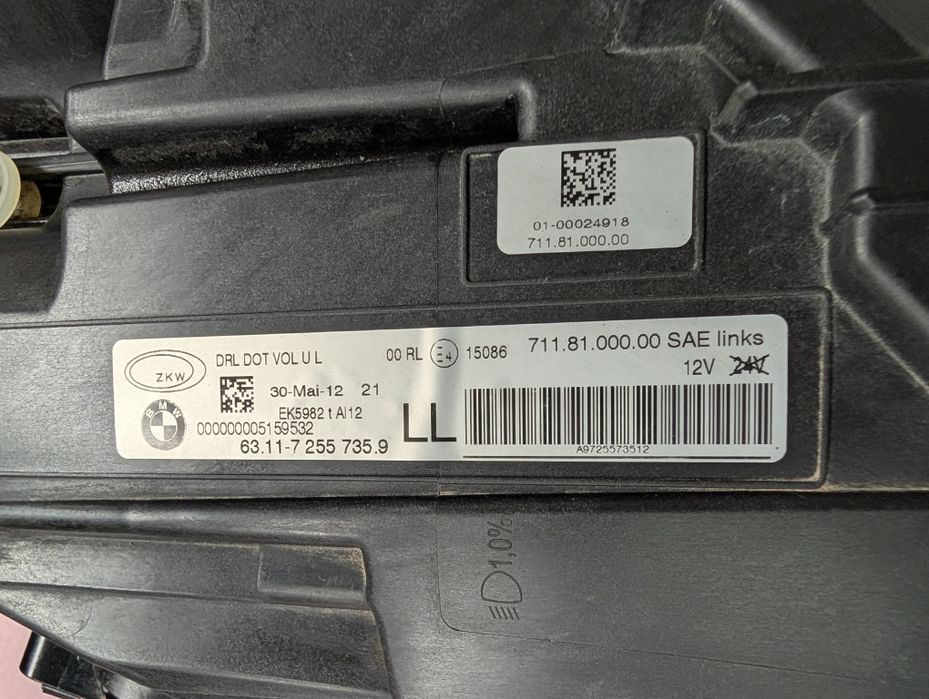 01-00024918
711.81.000.00
ZKW
DRL DOT VOL U L
00 RL E4 15086
711.81.000.00 SAE links
12V 24V
30-Mai-12 21
EK5982 t Al12
BMW
000000005159532
63.11-7 255 735.9
LL
A9725573512
1,0%